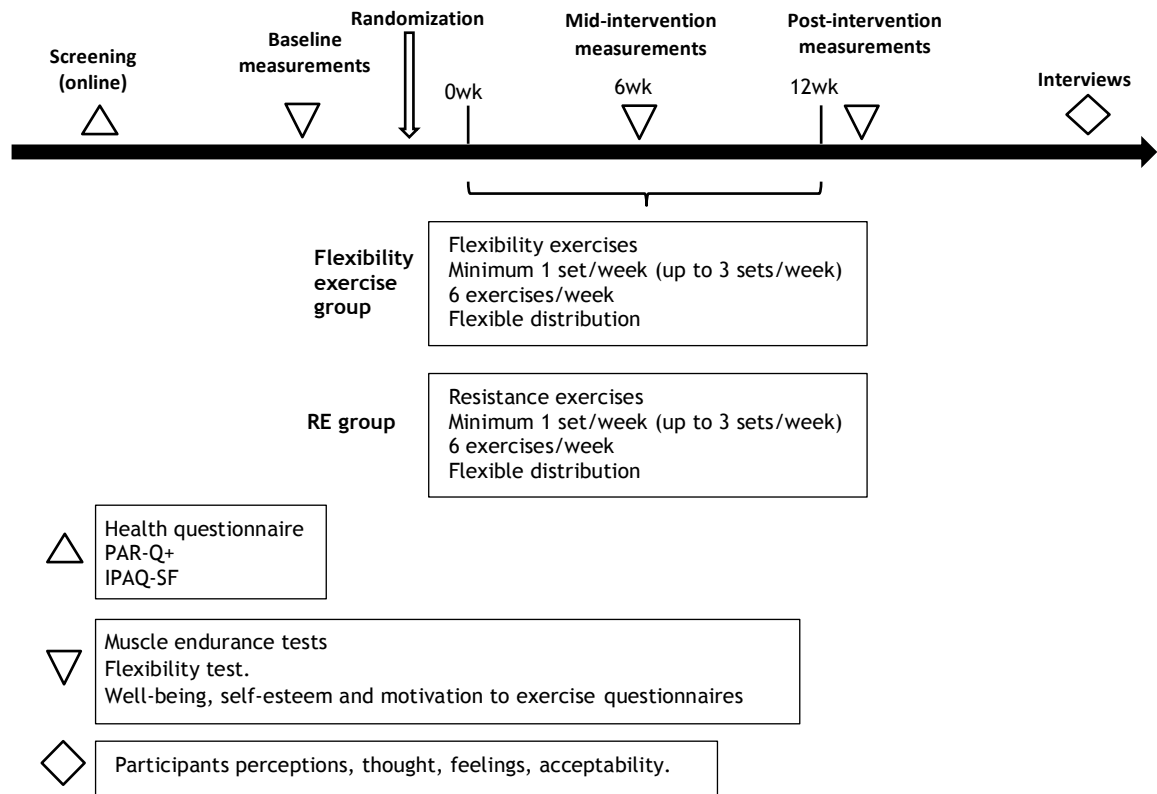 Screening
(online)
Baseline
measurements
Randomization
0wk
Mid-intervention
measurements
6wk
Post-intervention
measurements
12wk
Interviews
Flexibility
exercise
group
Flexibility exercises
Minimum 1 set/week (up to 3 sets/week)
6 exercises/week
Flexible distribution
RE group
Resistance exercises
Minimum 1 set/week (up to 3 sets/week)
6 exercises/week
Flexible distribution
Health questionnaire
PAR-Q+
IPAQ-SF
Muscle endurance tests
Flexibility test.
Well-being, self-esteem and motivation to exercise questionnaires
Participants perceptions, thought, feelings, acceptability.